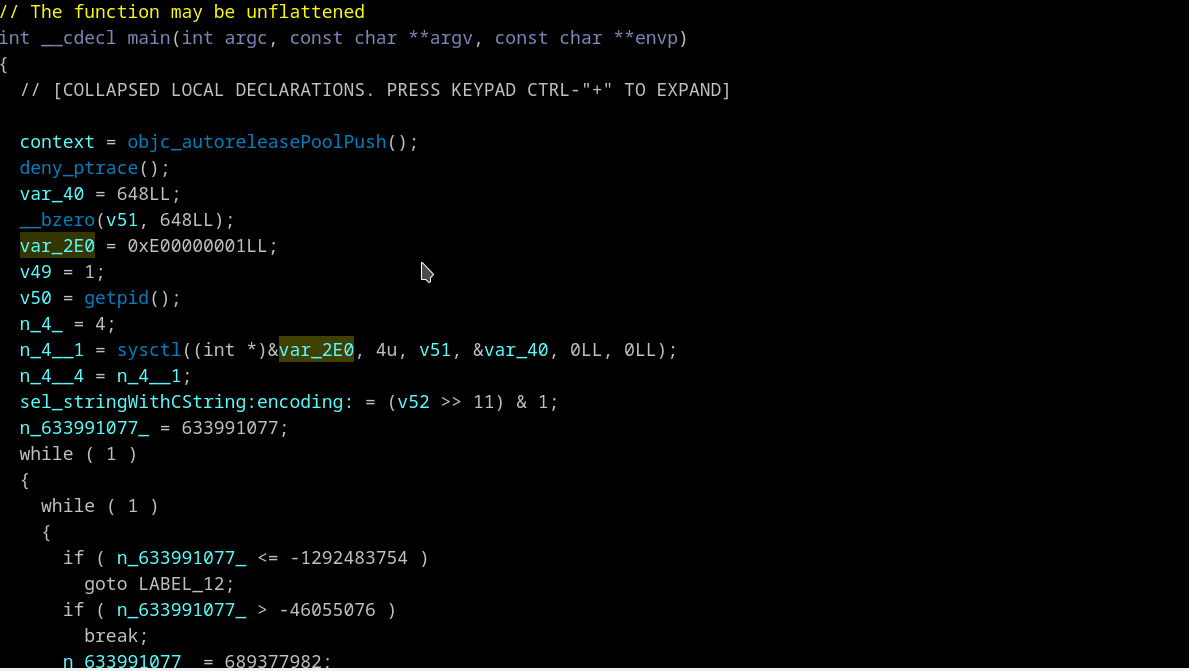 // The function may be unflattened
int __cdecl main(int argc, const char **argv, const char **envp)
{
  // [COLLAPSED LOCAL DECLARATIONS. PRESS KEYPAD CTRL-"+" TO EXPAND]
  context = objc_autoreleasePoolPush();
  deny_ptrace();
  var_40 = 648LL;
  __bzero(v51, 648LL);
  var_2E0 = 0xE00000001LL;
  v49 = 1;
  v50 = getpid();
  n_4_ = 4;
  n_4__1 = sysctl((int *)&var_2E0, 4u, v51, &var_40, 0LL, 0LL);
  n_4__4 = n_4__1;
  sel_stringWithCString:encoding: = (v52 >> 11) & 1;
  n_633991077_ = 633991077;
  while ( 1 )
  {
    while ( 1 )
    {
      if ( n_633991077_ <= -1292483754 )
        goto LABEL_12;
      if ( n_633991077_ > -46055076 )
        break;
      n_633991077_ = 689377982;